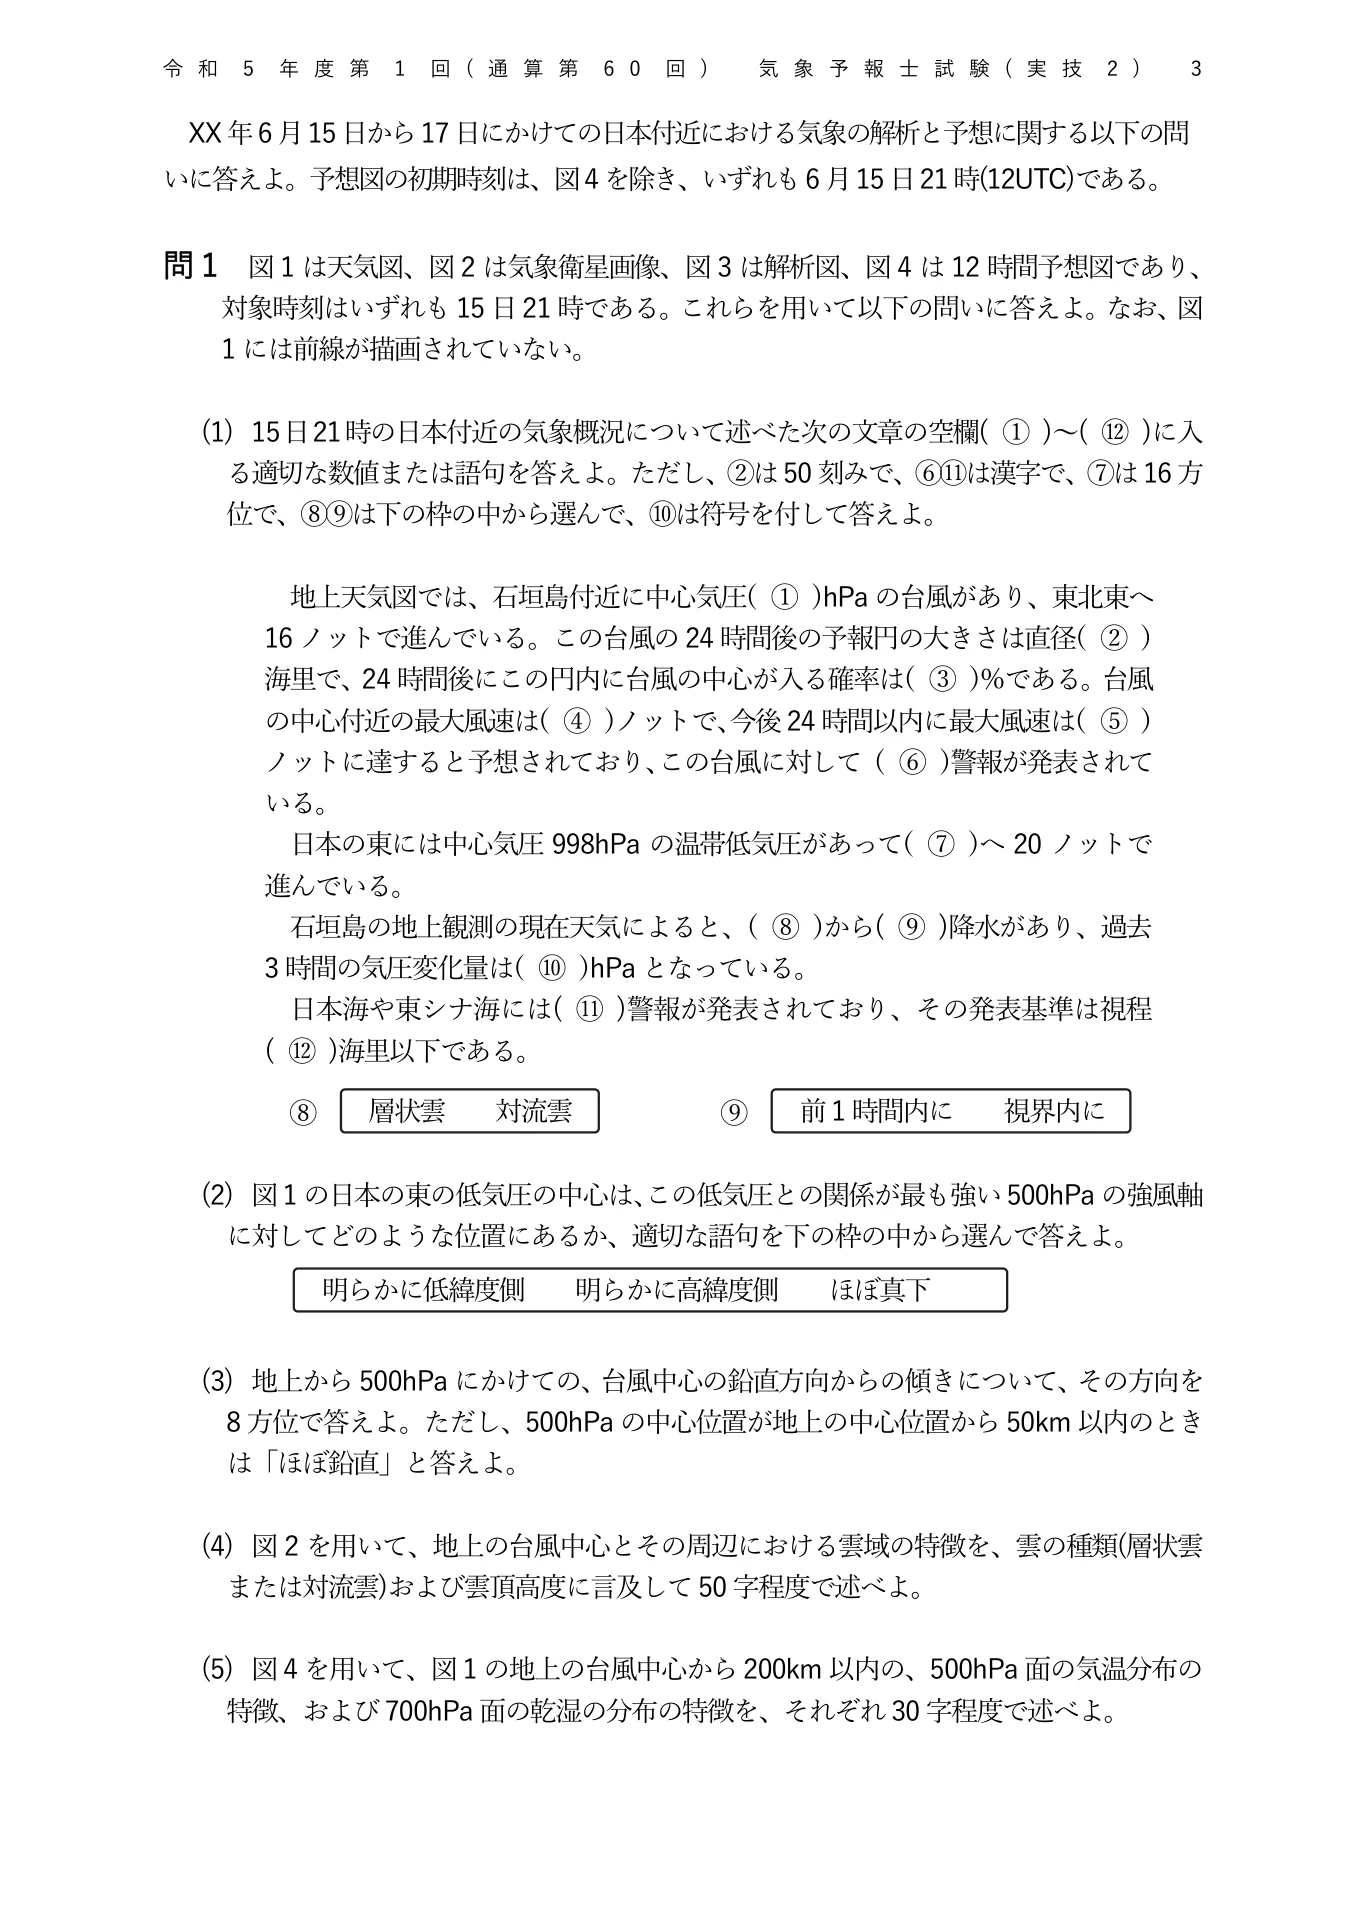 令和5年度第1回(通算第60回) 気象予報士試験(実技2) 3
XX年6月15日から17日にかけての日本付近における気象の解析と予想に関する以下の問
いに答えよ。予想図の初期時刻は、図4を除き、いずれも6月15日21時(12UTC)である。
問1 図1は天気図、図2は気象衛星画像、図3は解析図、図4は12時間予想図であり、
対象時刻はいずれも15日21時である。これらを用いて以下の問いに答えよ。なお、図
1には前線が描画されていない。
(1) 15日21時の日本付近の気象概況について述べた次の文章の空欄( ① )～( ⑫ )に入
る適切な数値または語句を答えよ。ただし、②は50刻みで、⑥⑪は漢字で、⑦は16方
位で、⑧⑨は下の枠の中から選んで、⑩は符号を付して答えよ。
地上天気図では、石垣島付近に中心気圧( ① )hPaの台風があり、東北東へ
16ノットで進んでいる。この台風の24時間後の予報円の大きさは直径( ② )
海里で、24時間後にこの円内に台風の中心が入る確率は( ③ )%である。台風
の中心付近の最大風速は( ④ )ノットで、今後24時間以内に最大風速は( ⑤ )
ノットに達すると予想されており、この台風に対して ( ⑥ )警報が発表されて
いる。
日本の東には中心気圧998hPaの温帯低気圧があって( ⑦ )へ20ノットで
進んでいる。
石垣島の地上観測の現在天気によると、( ⑧ )から( ⑨ )降水があり、過去
3時間の気圧変化量は( ⑩ )hPaとなっている。
日本海や東シナ海には( ⑪ )警報が発表されており、その発表基準は視程
( ⑫ )海里以下である。
⑧ 層状雲 対流雲 ⑨ 前1時間内に 視界内に
(2) 図1の日本の東の低気圧の中心は、この低気圧との関係が最も強い500hPaの強風軸
に対してどのような位置にあるか、適切な語句を下の枠の中から選んで答えよ。
明らかに低緯度側 明らかに高緯度側 ほぼ真下
(3) 地上から500hPaにかけての、台風中心の鉛直方向からの傾きについて、その方向を
8方位で答えよ。ただし、500hPaの中心位置が地上の中心位置から50km以内のとき
は「ほぼ鉛直」と答えよ。
(4) 図2を用いて、地上の台風中心とその周辺における雲域の特徴を、雲の種類(層状雲
または対流雲)および雲頂高度に言及して50字程度で述べよ。
(5) 図4を用いて、図1の地上の台風中心から200km以内の、500hPa面の気温分布の
特徴、および700hPa面の乾湿の分布の特徴を、それぞれ30字程度で述べよ。